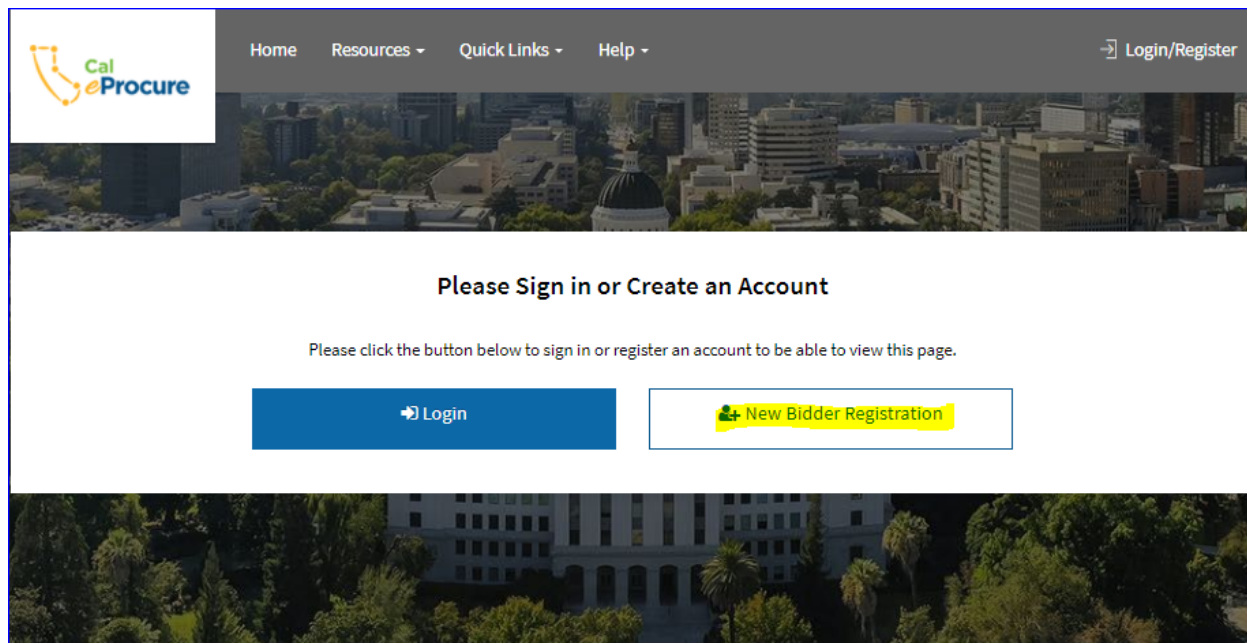 Cal
eProcure
Home Resources Quick Links Help Login/Register
Please Sign in or Create an Account
Please click the button below to sign in or register an account to be able to view this page.
Login New Bidder Registration